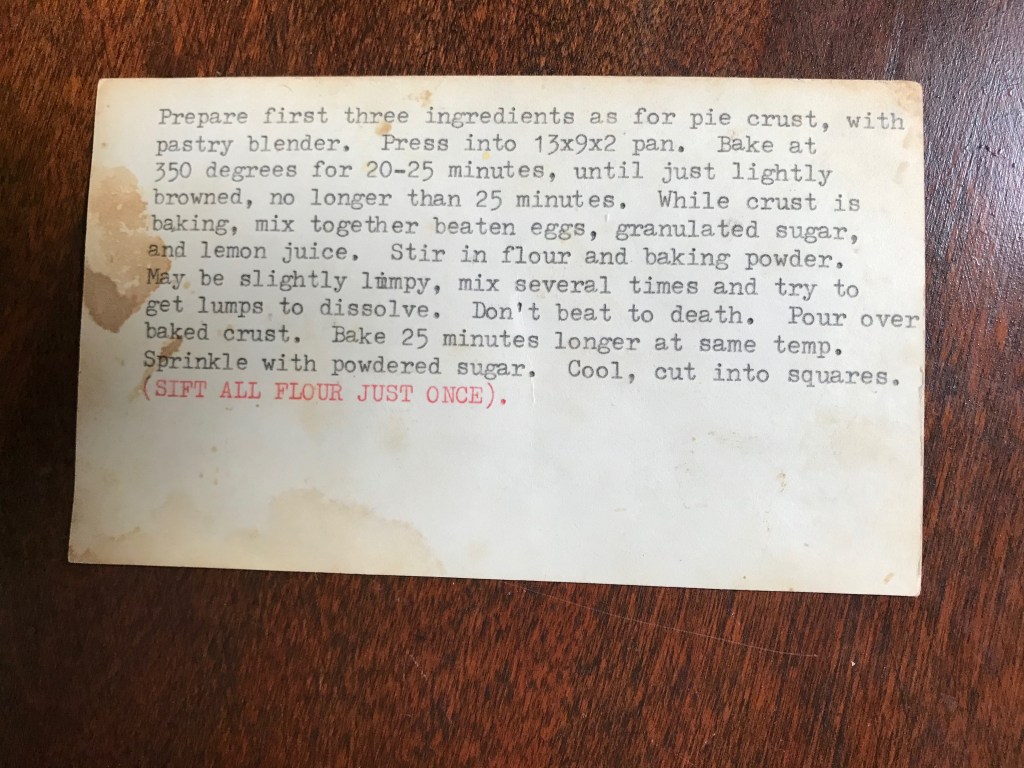 Prepare first three ingredients as for pie crust, with
pastry blender. Press into 13x9x2 pan. Bake at
350 degrees for 20-25 minutes, until just lightly
browned, no longer than 25 minutes. While crust is
baking, mix together beaten eggs, granulated sugar,
and lemon juice. Stir in flour and baking powder.
May be slightly lumpy, mix several times and try to
get lumps to dissolve. Don't beat to death. Pour over
baked crust. Bake 25 minutes longer at same temp.
Sprinkle with powdered sugar. Cool, cut into squares.
(SIFT ALL FLOUR JUST ONCE).